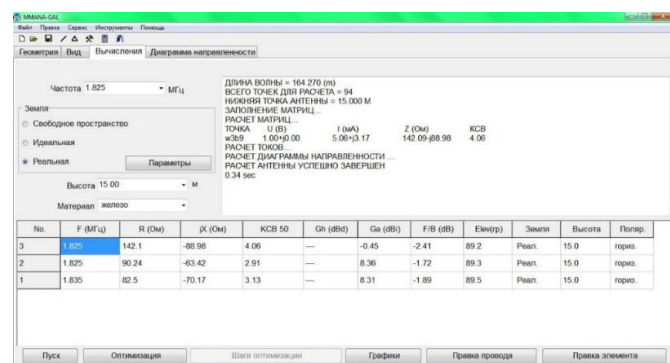 MMANA-GAL
Файл Правка Сервис Инструменты Помощь
Геометрия Вид Вычисления Диаграмма направленности
Частота 1.825 МГц
Земля
Свободное пространство
Идеальная
Реальная Параметры
Высота 15.00 м
Материал железо
ДЛИНА ВОЛНЫ = 164.270 (m)
ВСЕГО ТОЧЕК ДЛЯ РАСЧЕТА = 94
НИЖНЯЯ ТОЧКА АНТЕННЫ = 15.000 М
ЗАПОЛНЕНИЕ МАТРИЦ...
РАСЧЕТ МАТРИЦ...
ТОЧКА U (В) I (мА) Z (Ом) КСВ
w3b9 1.00+j0.00 5.06+j3.17 142.09-j88.98 4.06
РАСЧЕТ ТОКОВ...
РАСЧЕТ ДИАГРАММЫ НАПРАВЛЕННОСТИ ...
РАСЧЕТ АНТЕННЫ УСПЕШНО ЗАВЕРШЕН
0.34 sec
No. F (МГц) R (Ом) jX (Ом) КСВ 50 Gh (dBd) Ga (dBi) F/B (dB) Elev(гр) Земля Высота Поляр.
3 1.825 142.1 -88.98 4.06 --- -0.45 -2.41 89.2 Реал. 15.0 гориз.
2 1.825 90.24 -63.42 2.91 --- 8.36 -1.72 89.3 Реал. 15.0 гориз.
1 1.835 82.5 -70.17 3.13 --- 8.31 -1.89 89.5 Реал. 15.0 гориз.
Пуск Оптимизация Шаги оптимизации Графики Правка провода Правка элемента